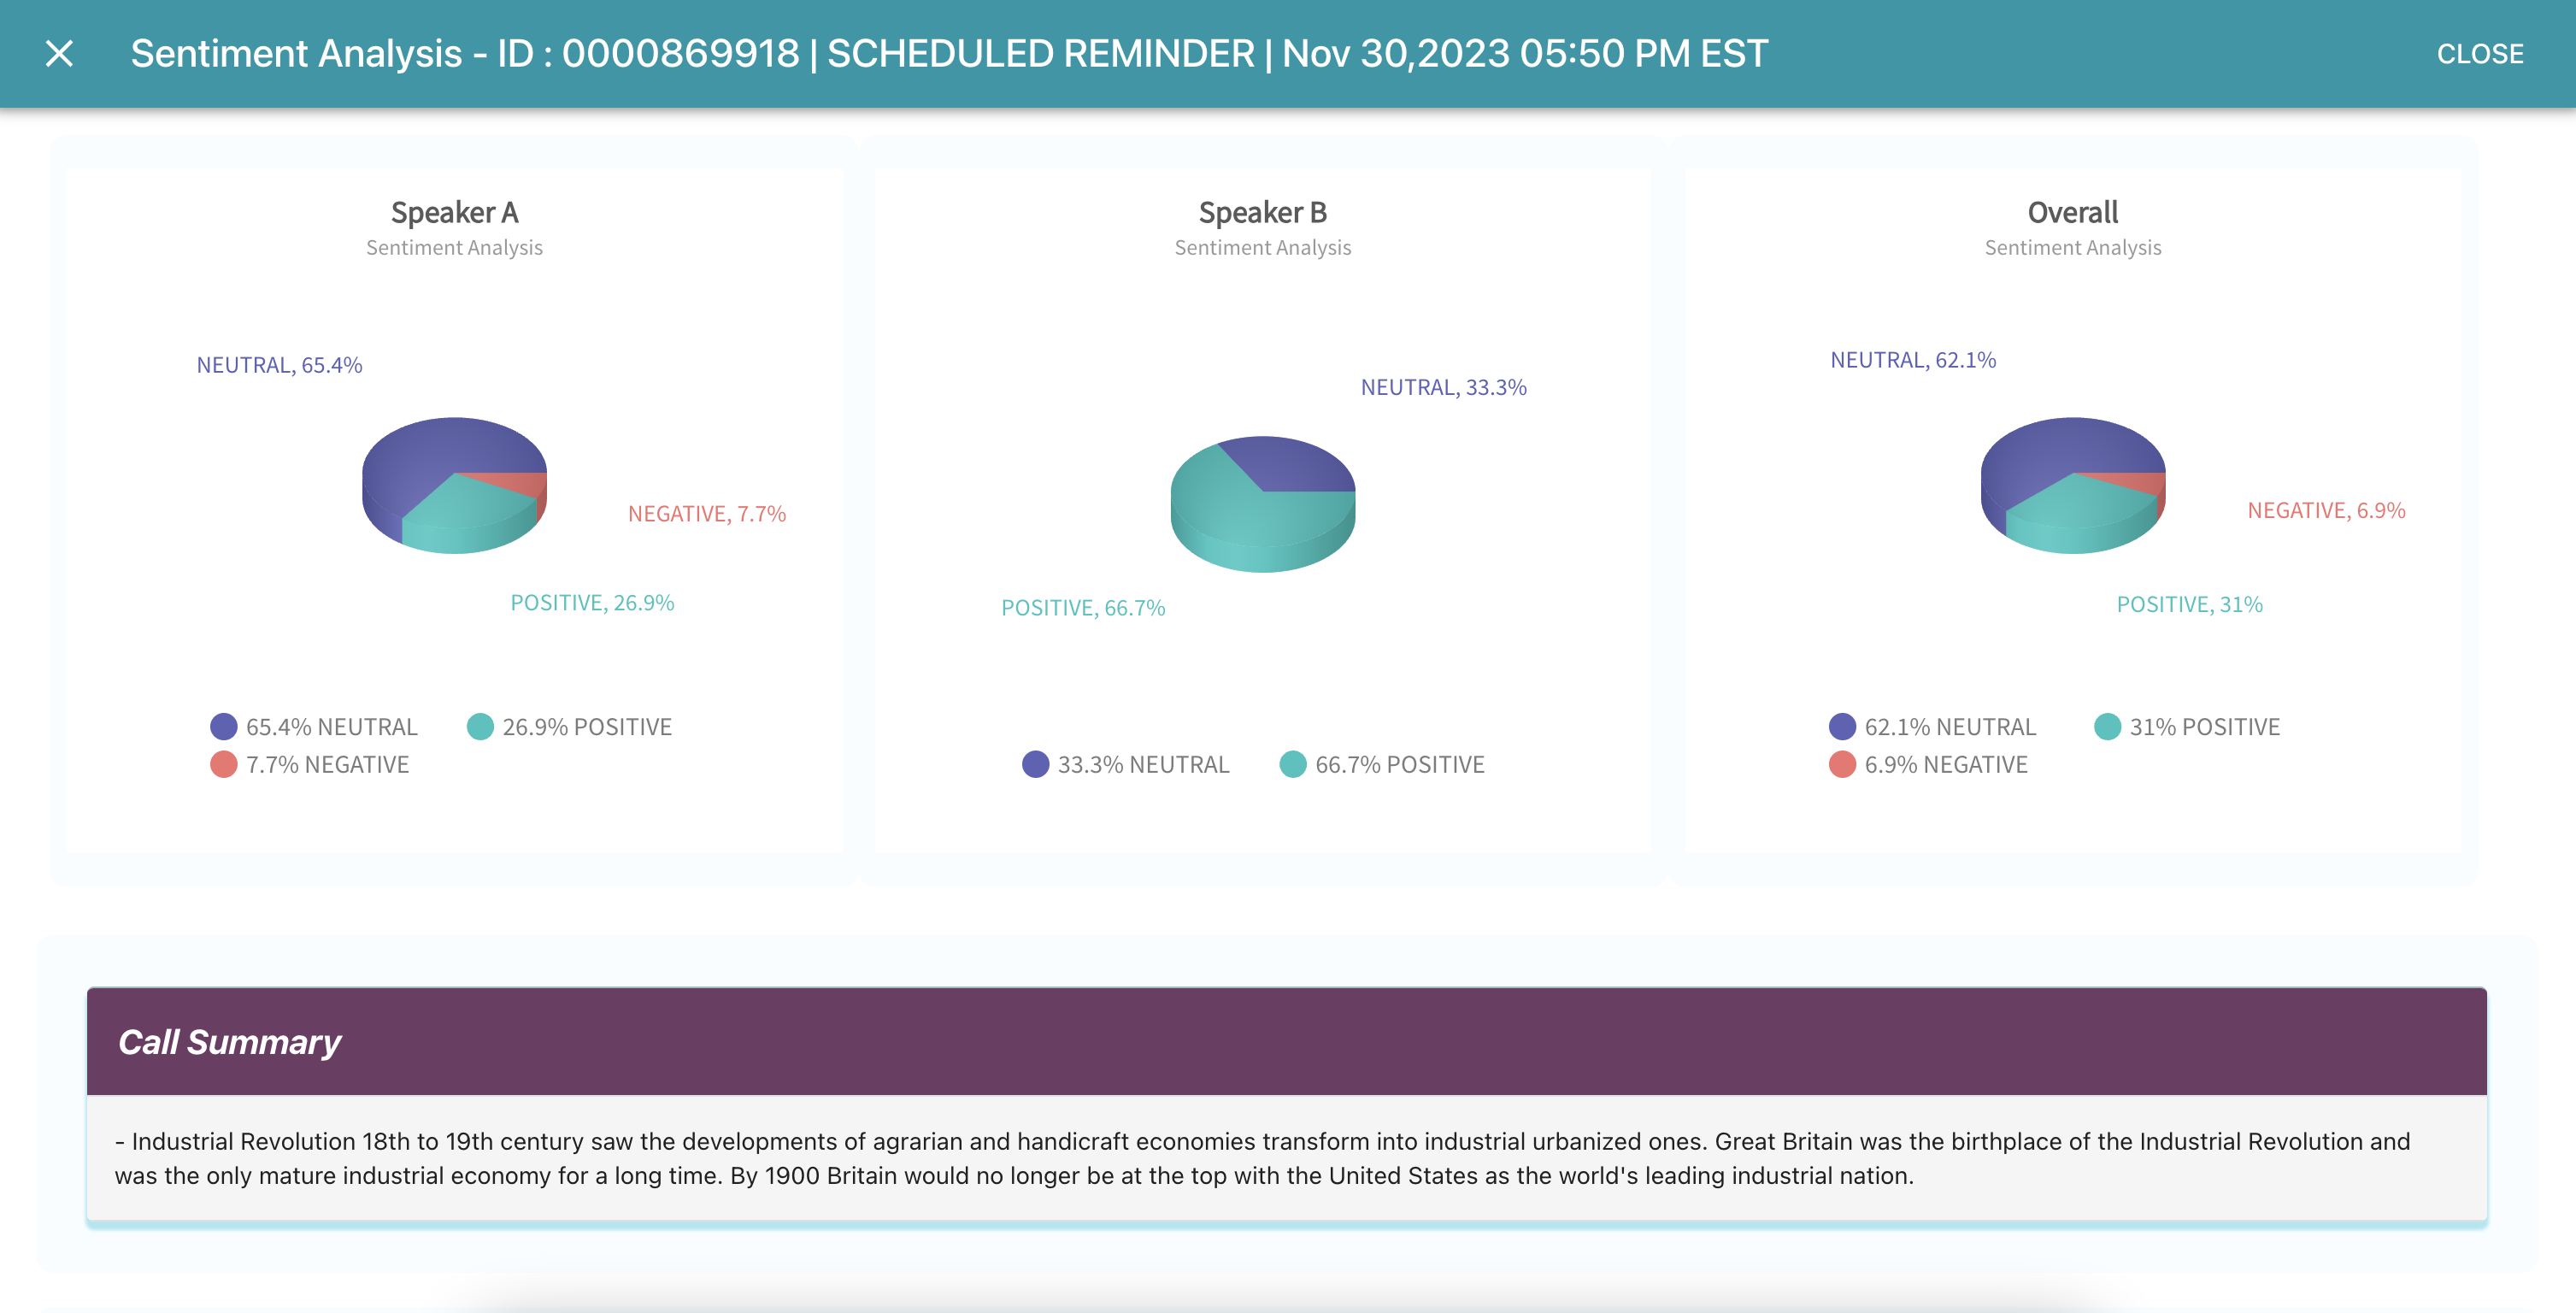 Sentiment Analysis - ID : 0000869918 | SCHEDULED REMINDER | Nov 30,2023 05:50 PM EST
CLOSE
Speaker A
Sentiment Analysis
NEUTRAL, 65.4%
NEGATIVE, 7.7%
POSITIVE, 26.9%
65.4% NEUTRAL
26.9% POSITIVE
7.7% NEGATIVE
Speaker B
Sentiment Analysis
NEUTRAL, 33.3%
POSITIVE, 66.7%
33.3% NEUTRAL
66.7% POSITIVE
Overall
Sentiment Analysis
NEUTRAL, 62.1%
NEGATIVE, 6.9%
POSITIVE, 31%
62.1% NEUTRAL
31% POSITIVE
6.9% NEGATIVE
Call Summary
- Industrial Revolution 18th to 19th century saw the developments of agrarian and handicraft economies transform into industrial urbanized ones. Great Britain was the birthplace of the Industrial Revolution and
was the only mature industrial economy for a long time. By 1900 Britain would no longer be at the top with the United States as the world's leading industrial nation.